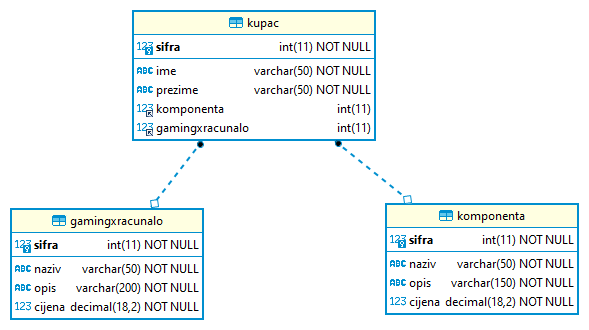 kupac
123 sifra int(11) NOT NULL
ABC ime varchar(50) NOT NULL
ABC prezime varchar(50) NOT NULL
123 komponenta int(11)
123 gamingxracunalo int(11)
gamingxracunalo
123 sifra int(11) NOT NULL
ABC naziv varchar(50) NOT NULL
ABC opis varchar(200) NOT NULL
123 cijena decimal(18,2) NOT NULL
komponenta
123 sifra int(11) NOT NULL
ABC naziv varchar(50) NOT NULL
ABC opis varchar(150) NOT NULL
123 cijena decimal(18,2) NOT NULL